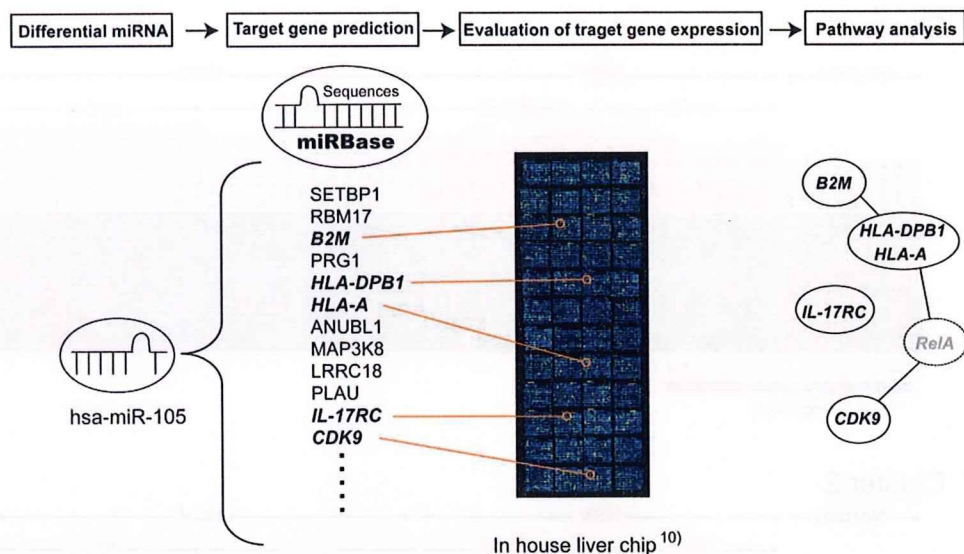 Differential miRNA
Target gene prediction
Evaluation of traget gene expression
Pathway analysis
Sequences
miRBase
SETBP1
RBM17
B2M
PRG1
HLA-DPB1
HLA-A
ANUBL1
MAP3K8
LRRC18
PLAU
IL-17RC
CDK9
hsa-miR-105
In house liver chip 10)
B2M
HLA-DPB1
HLA-A
IL-17RC
RelA
CDK9